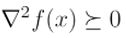 ∇²f(x) ⪰ 0